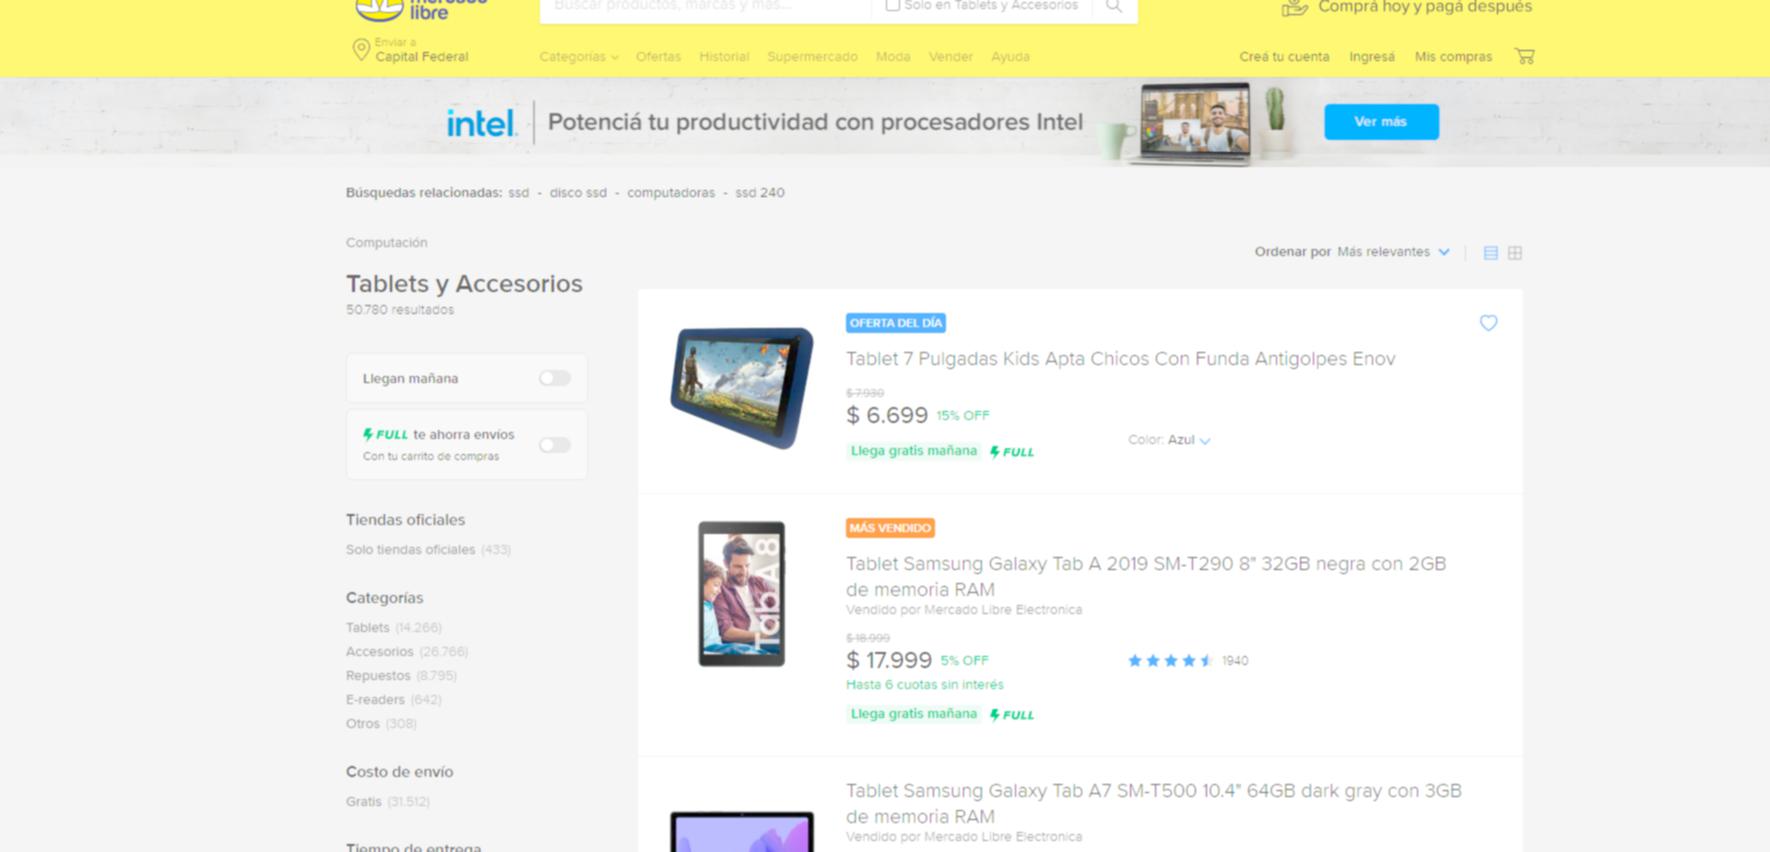 mercado
libre
Buscar productos, marcas y más...
Solo en Tablets y Accesorios
Comprá hoy y pagá después
Enviar a
Capital Federal
Categorías
Ofertas
Historial
Supermercado
Moda
Vender
Ayuda
Creá tu cuenta
Ingresá
Mis compras
intel.
Potenciá tu productividad con procesadores Intel
Ver más
Búsquedas relacionadas: ssd - disco ssd - computadoras - ssd 240
Computación
Ordenar por Más relevantes
Tablets y Accesorios
50.780 resultados
Llegan mañana
FULL te ahorra envíos
Con tu carrito de compras
Tiendas oficiales
Solo tiendas oficiales (433)
Categorías
Tablets (14.266)
Accesorios (26.766)
Repuestos (8.795)
E-readers (642)
Otros (308)
Costo de envío
Gratis (31.512)
Tiempo de entrega
OFERTA DEL DÍA
Tablet 7 Pulgadas Kids Apta Chicos Con Funda Antigolpes Enov
$ 7.930
$ 6.699 15% OFF
Color: Azul
Llega gratis mañana FULL
MÁS VENDIDO
Tablet Samsung Galaxy Tab A 2019 SM-T290 8" 32GB negra con 2GB
de memoria RAM
Vendido por Mercado Libre Electronica
$ 18.999
$ 17.999 5% OFF
1940
Hasta 6 cuotas sin interés
Llega gratis mañana FULL
Tab A 8
Tablet Samsung Galaxy Tab A7 SM-T500 10.4" 64GB dark gray con 3GB
de memoria RAM
Vendido por Mercado Libre Electronica